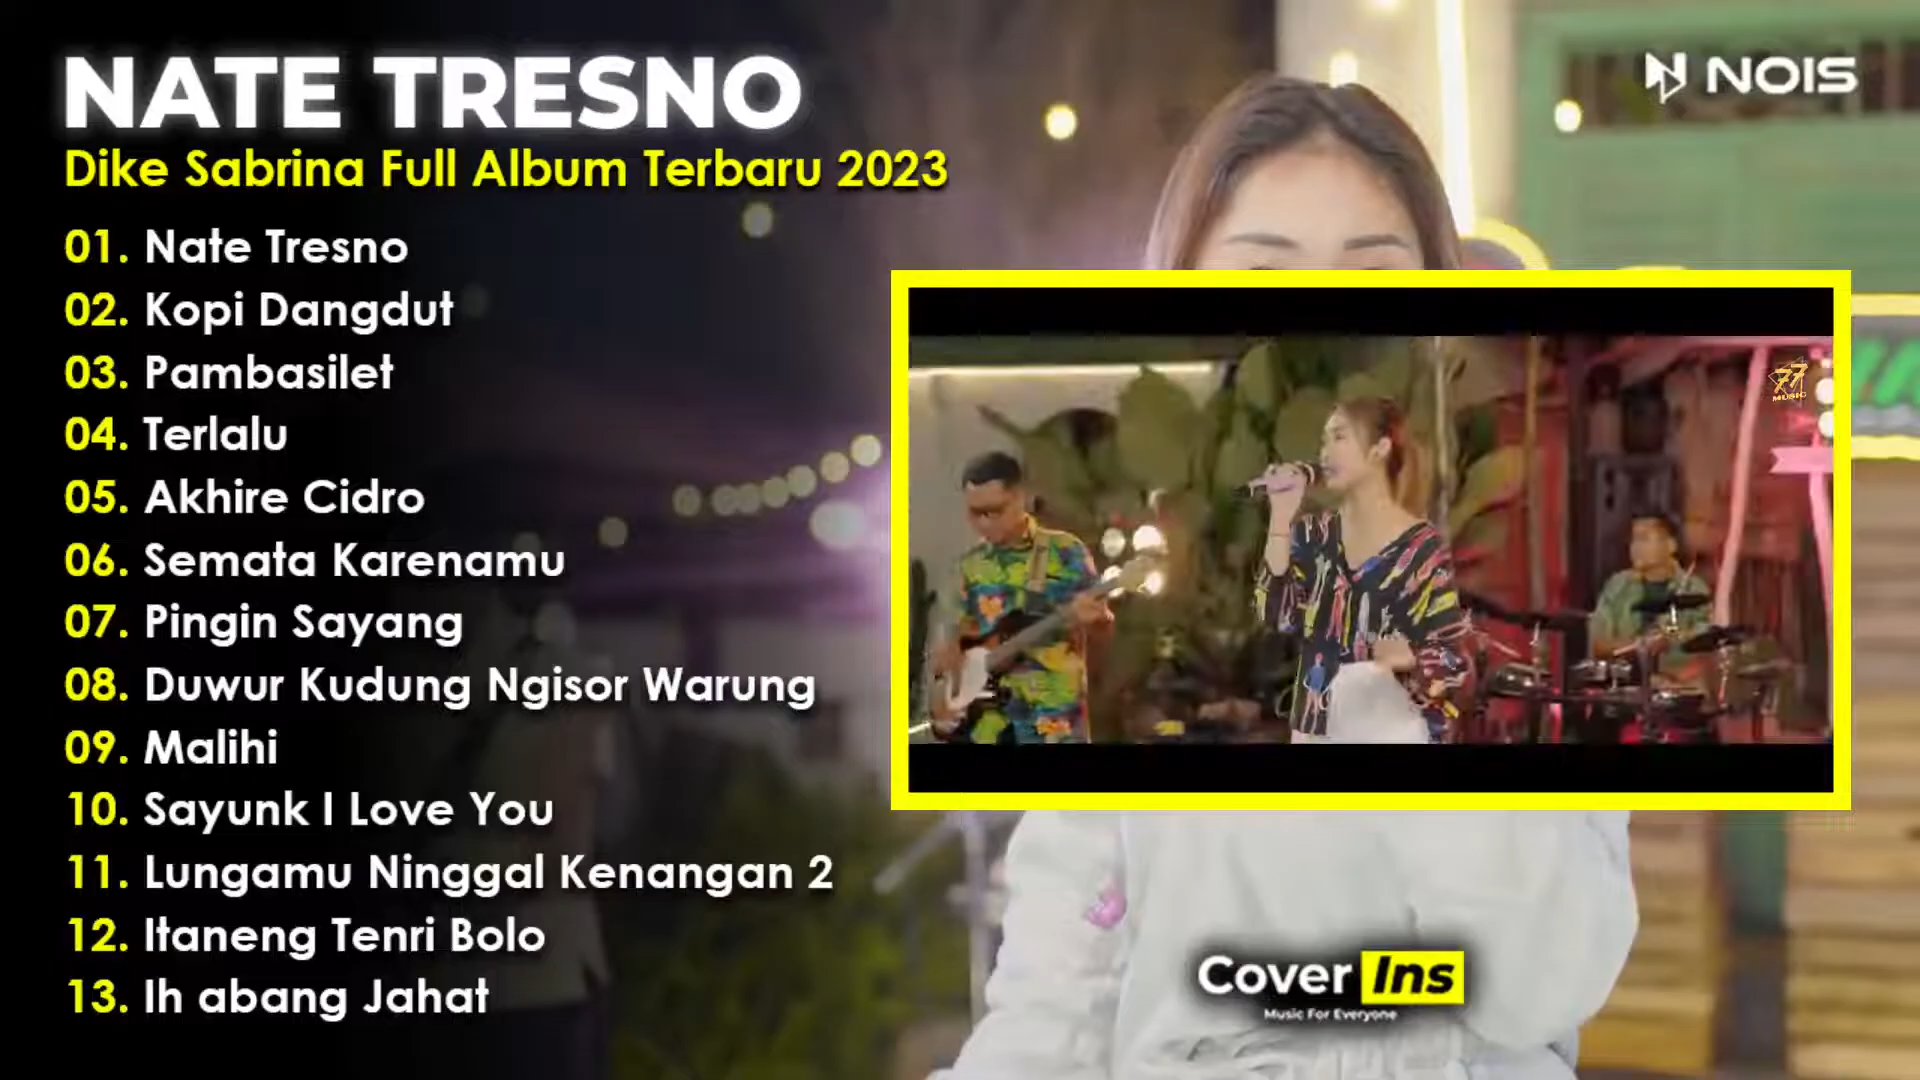 NATE TRESNO
NOIS
Dike Sabrina Full Album Terbaru 2023
01. Nate Tresno
02. Kopi Dangdut
03. Pambasilet
04. Terlalu
05. Akhire Cidro
06. Semata Karenamu
07. Pingin Sayang
08. Duwur Kudung Ngisor Warung
09. Malihi
10. Sayunk I Love You
11. Lungamu Ninggal Kenangan 2
12. Itaneng Tenri Bolo
13. Ih abang Jahat
77
MUSIC
Cover Ins
Music For Everyone